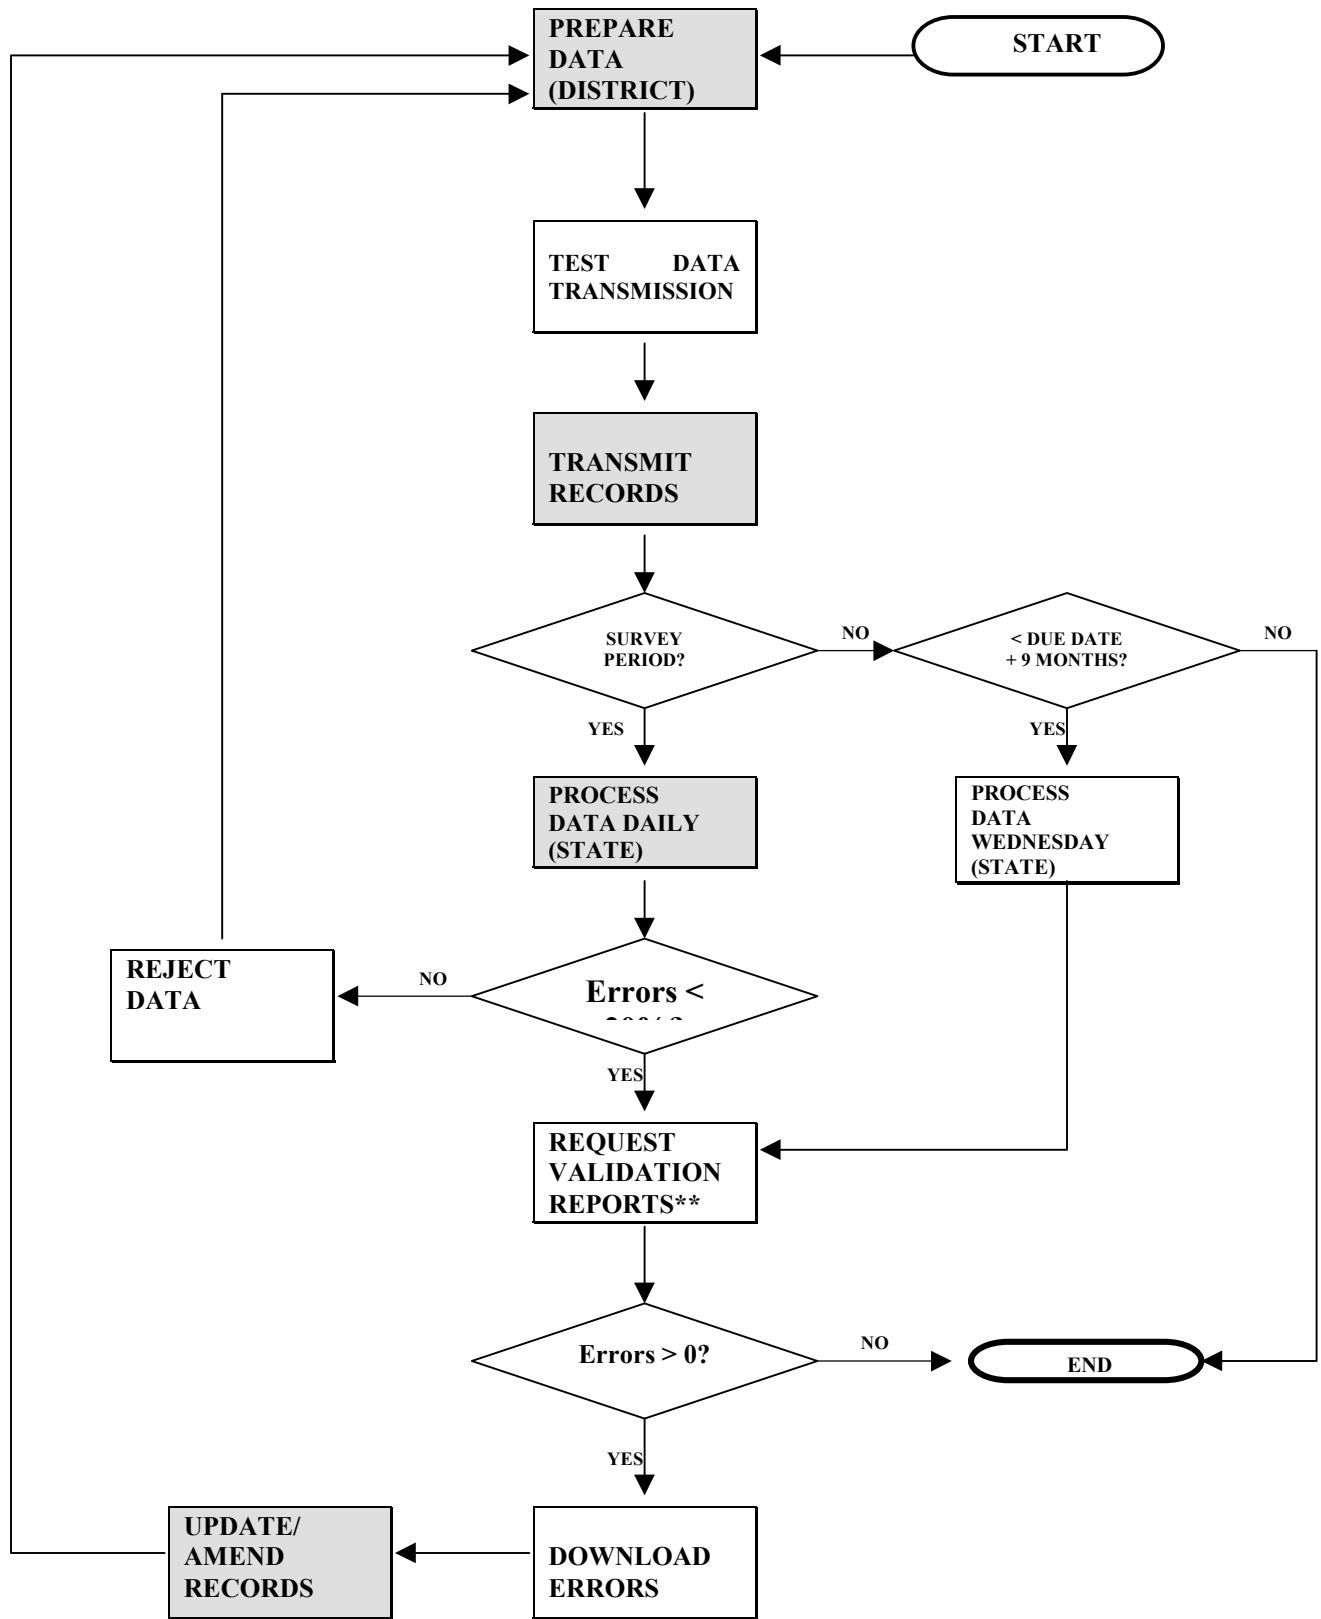 PREPARE
DATA
(DISTRICT)
START
TEST DATA
TRANSMISSION
TRANSMIT
RECORDS
SURVEY
PERIOD?
NO
< DUE DATE
+ 9 MONTHS?
NO
YES
YES
PROCESS
DATA DAILY
(STATE)
PROCESS
DATA
WEDNESDAY
(STATE)
REJECT
DATA
NO
Errors <
YES
REQUEST
VALIDATION
REPORTS**
Errors > 0?
NO
END
YES
UPDATE/
AMEND
RECORDS
DOWNLOAD
ERRORS